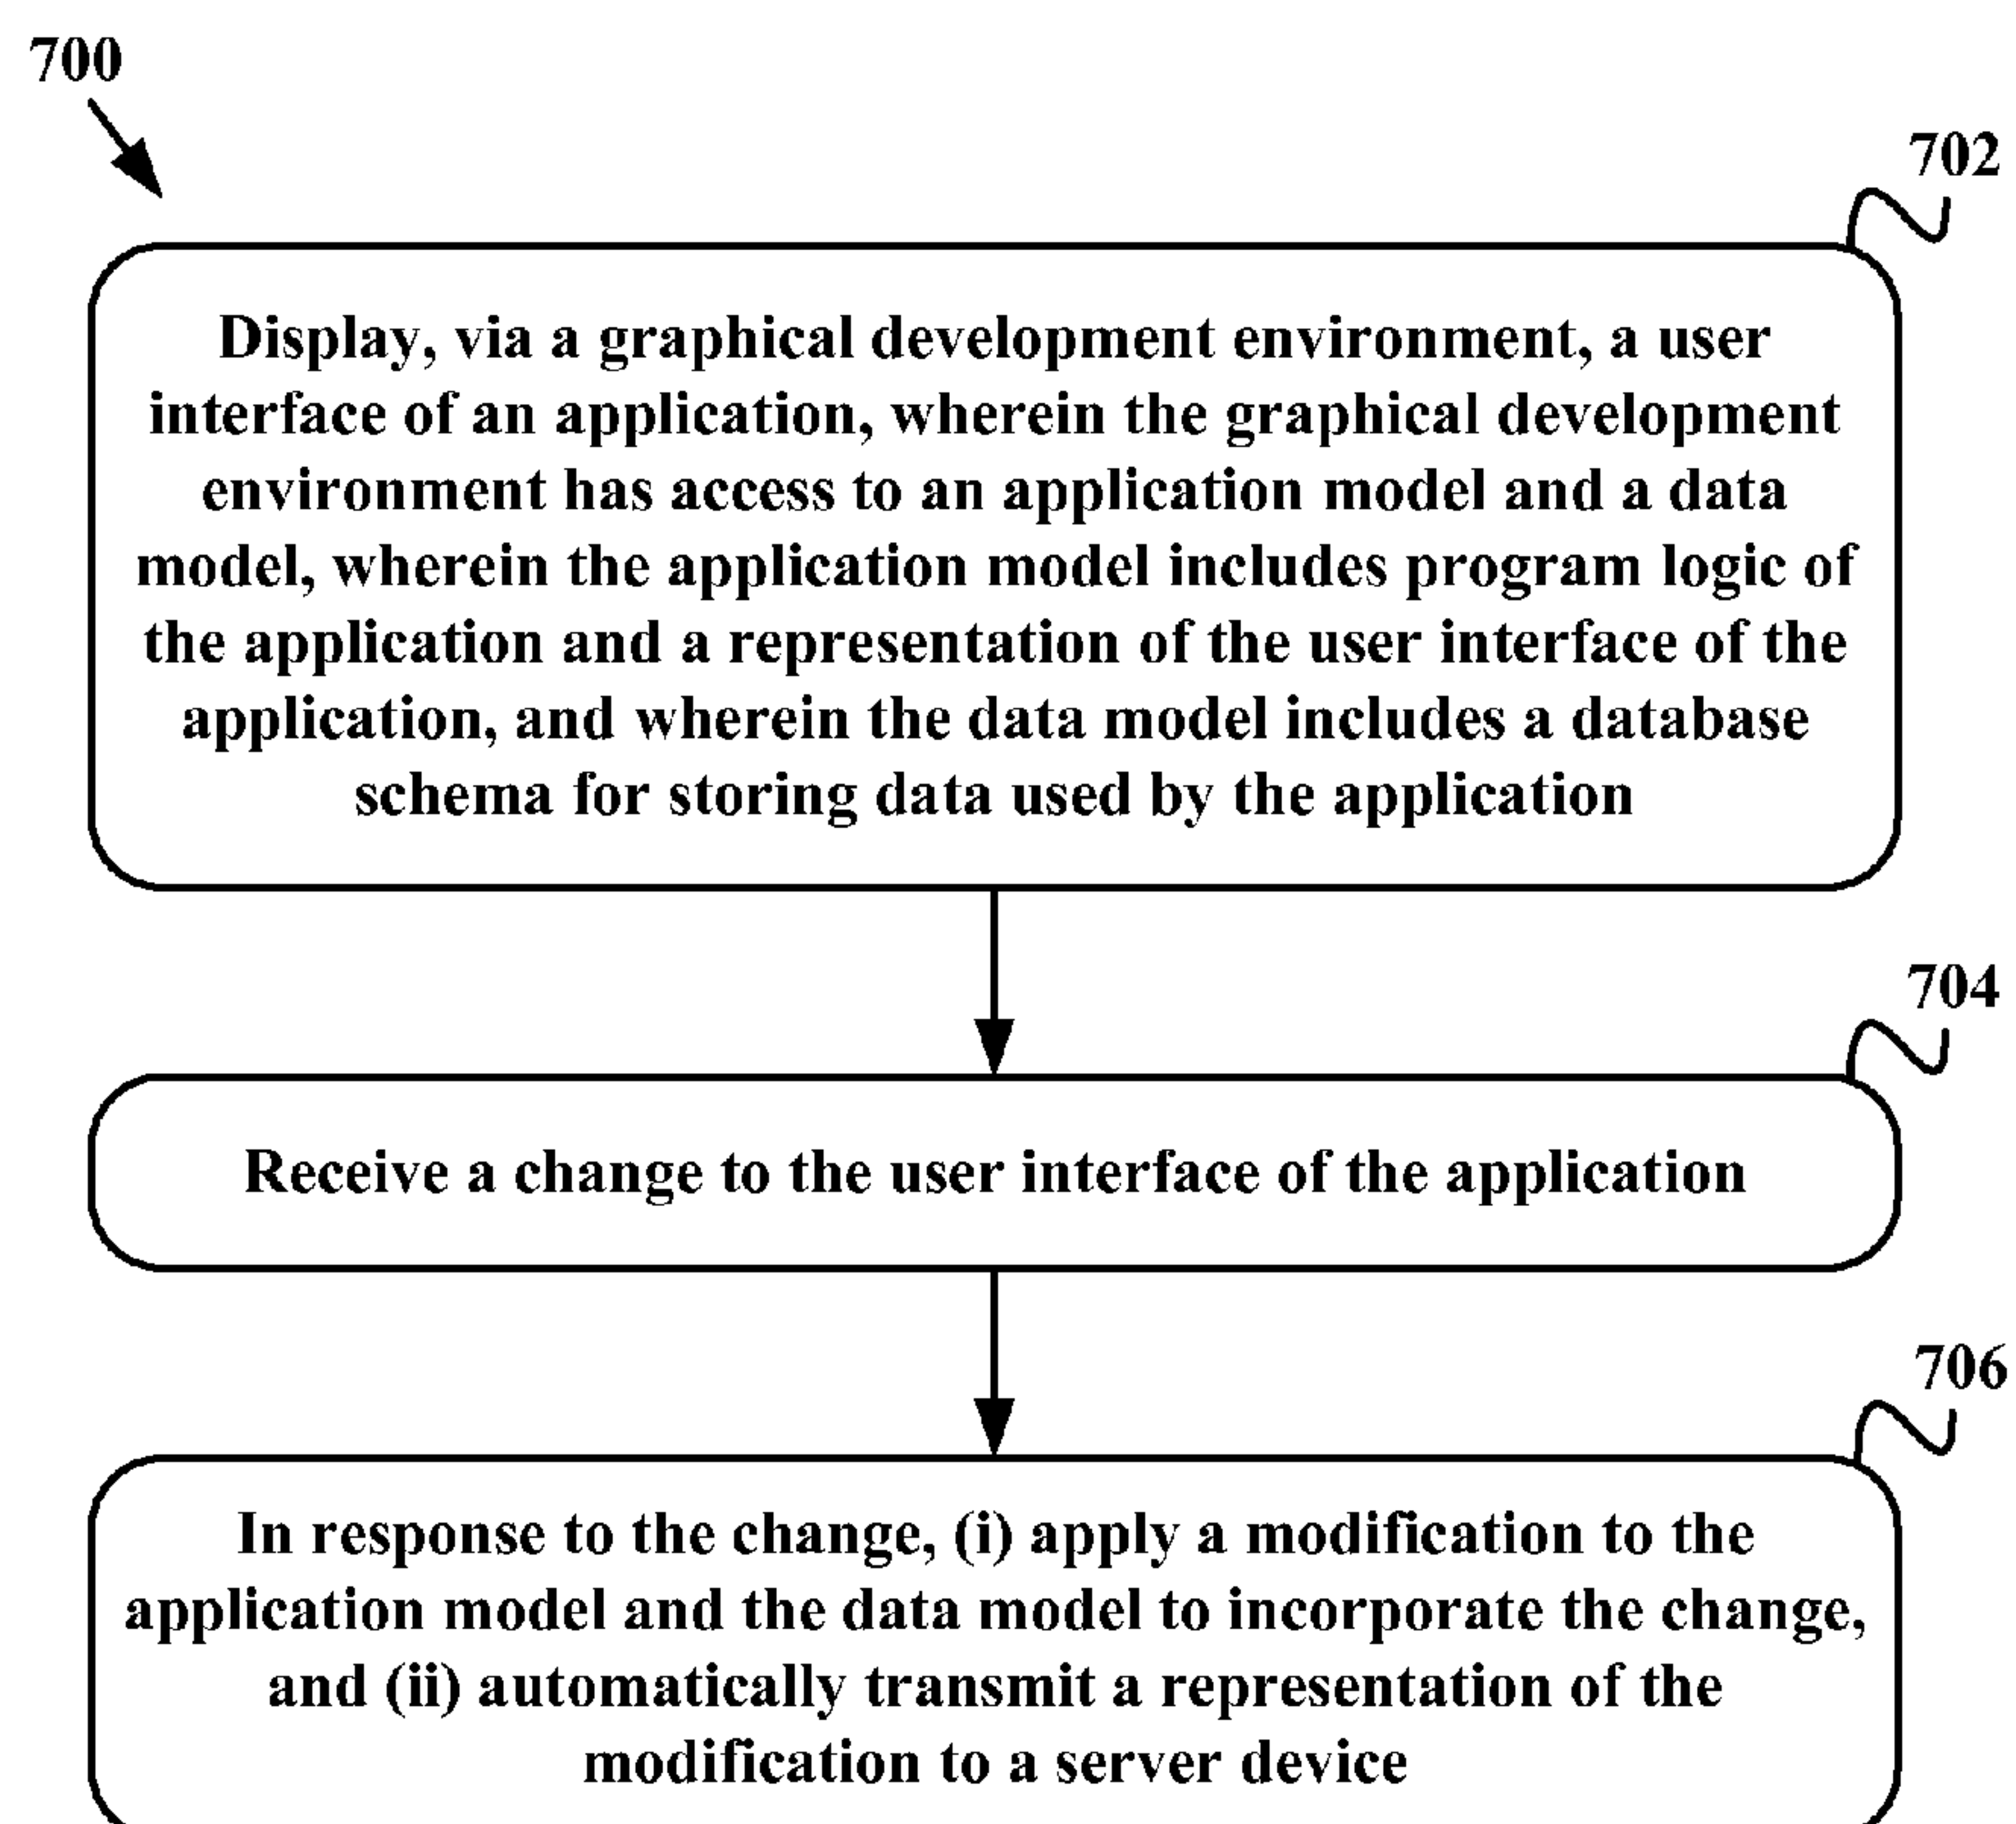 700
702
Display, via a graphical development environment, a user
interface of an application, wherein the graphical development
environment has access to an application model and a data
model, wherein the application model includes program logic of
the application and a representation of the user interface of the
application, and wherein the data model includes a database
schema for storing data used by the application
704
Receive a change to the user interface of the application
706
In response to the change, (i) apply a modification to the
application model and the data model to incorporate the change,
and (ii) automatically transmit a representation of the
modification to a server device